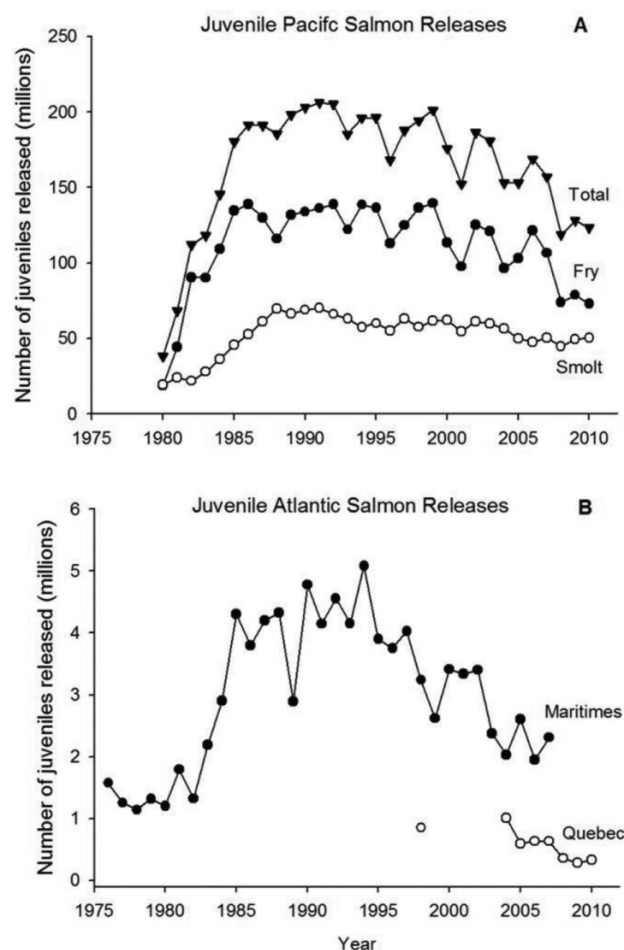 Juvenile Pacifc Salmon Releases
A
Number of juveniles released (millions)
250
200
150
100
50
0
Total
Fry
Smolt
1975 1980 1985 1990 1995 2000 2005 2010
Juvenile Atlantic Salmon Releases
B
Number of juveniles released (millions)
6
5
4
3
2
1
0
Maritimes
Quebec
1975 1980 1985 1990 1995 2000 2005 2010
Year